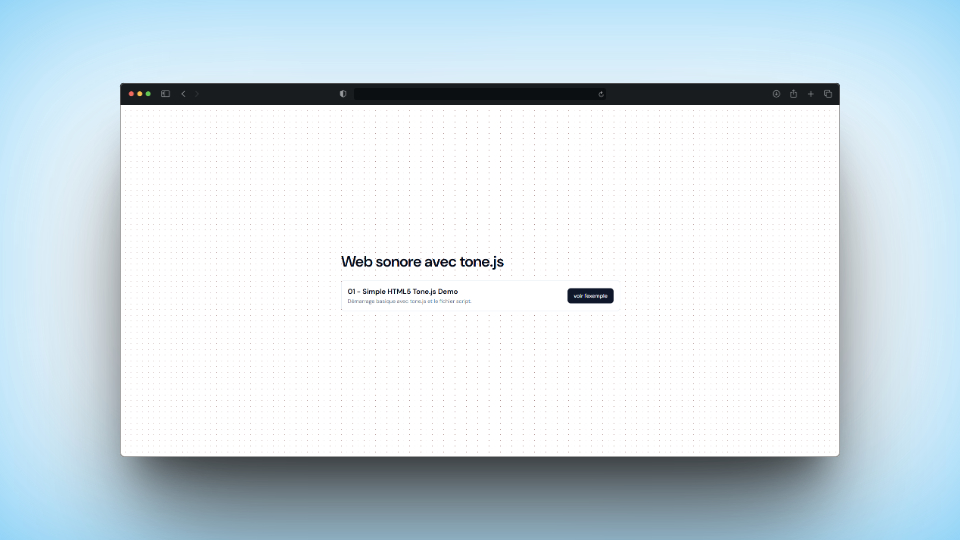 Web sonore avec tone.js
01 - Simple HTML5 Tone.js Demo
Démarrage basique avec tone.js et le fichier script.
voir l'exemple